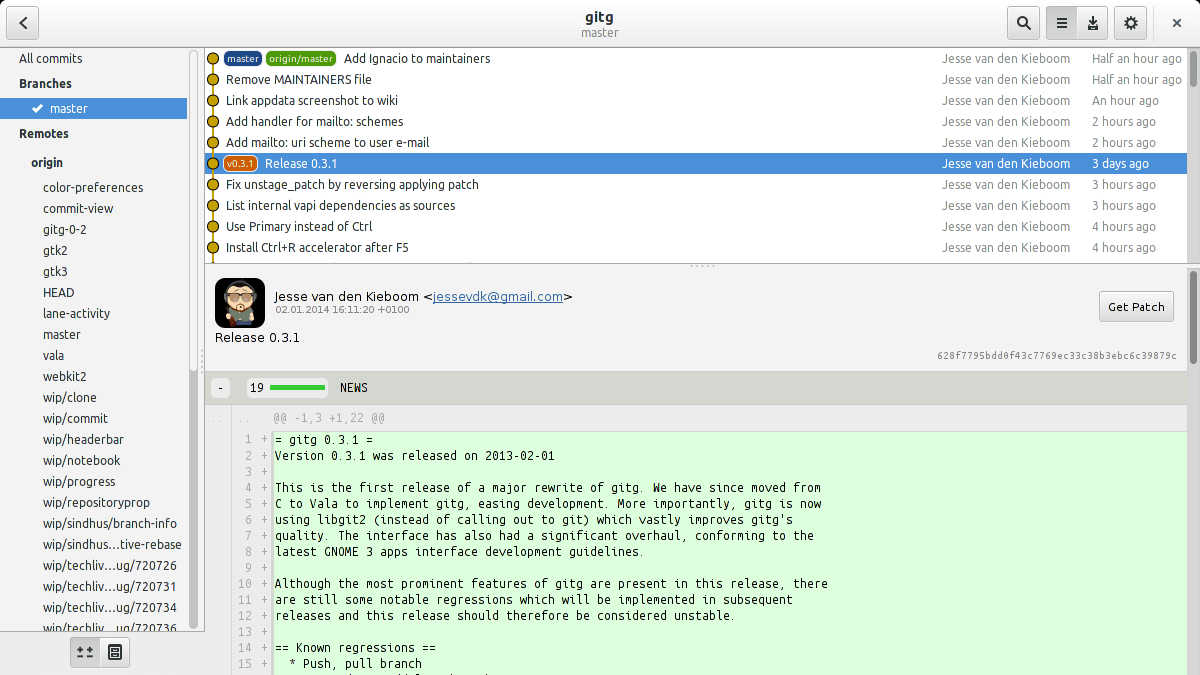 gitg
master
All commits
Branches
master
Remotes
origin
color-preferences
commit-view
gitg-0-2
gtk2
gtk3
HEAD
lane-activity
master
vala
webkit2
wip/clone
wip/commit
wip/headerbar
wip/notebook
wip/progress
wip/repositoryprop
wip/sindhus/branch-info
wip/sindhus...tive-rebase
wip/techliv...ug/720726
wip/techliv...ug/720731
wip/techliv...ug/720734
wip/techliv...ug/720736
master origin/master Add Ignacio to maintainers Jesse van den Kieboom Half an hour ago
Remove MAINTAINERS file Jesse van den Kieboom Half an hour ago
Link appdata screenshot to wiki Jesse van den Kieboom An hour ago
Add handler for mailto: schemes Jesse van den Kieboom 2 hours ago
Add mailto: uri scheme to user e-mail Jesse van den Kieboom 2 hours ago
v0.3.1 Release 0.3.1 Jesse van den Kieboom 3 days ago
Fix unstage_patch by reversing applying patch Jesse van den Kieboom 3 hours ago
List internal vapi dependencies as sources Jesse van den Kieboom 3 hours ago
Use Primary instead of Ctrl Jesse van den Kieboom 4 hours ago
Install Ctrl+R accelerator after F5 Jesse van den Kieboom 4 hours ago
Jesse van den Kieboom <jessevdk@gmail.com>
02.01.2014 16:11:20 +0100
Get Patch
Release 0.3.1
628f7795bdd0f43c7769ec33c38b3ebc6c39879c
- 19 NEWS
.. .. @@ -1,3 +1,22 @@
1 + = gitg 0.3.1 =
2 + Version 0.3.1 was released on 2013-02-01
3 +
4 + This is the first release of a major rewrite of gitg. We have since moved from
5 + C to Vala to implement gitg, easing development. More importantly, gitg is now
6 + using libgit2 (instead of calling out to git) which vastly improves gitg's
7 + quality. The interface has also had a significant overhaul, conforming to the
8 + latest GNOME 3 apps interface development guidelines.
9 +
10 + Although the most prominent features of gitg are present in this release, there
11 + are still some notable regressions which will be implemented in subsequent
12 + releases and this release should therefore be considered unstable.
13 +
14 + == Known regressions ==
15 + * Push, pull branch